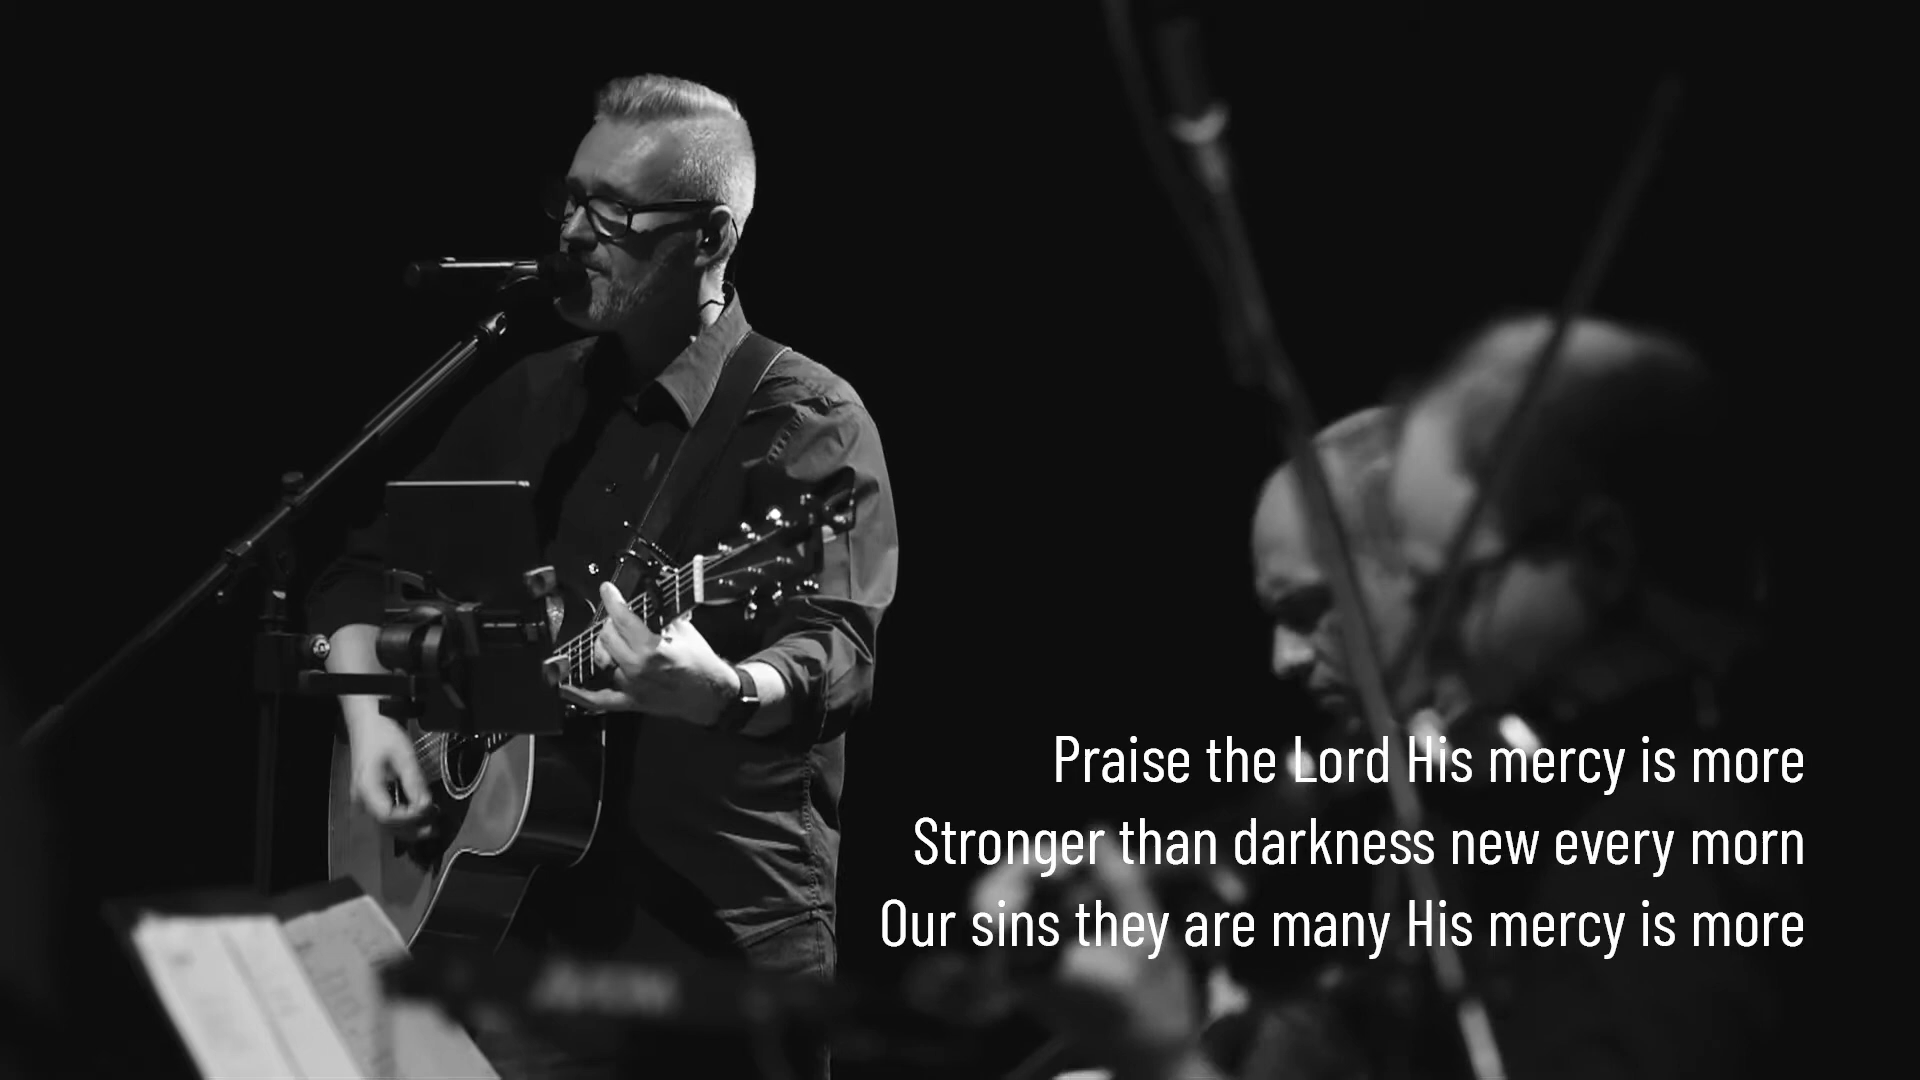 Praise the Lord His mercy is more
Stronger than darkness new every morn
Our sins they are many His mercy is more